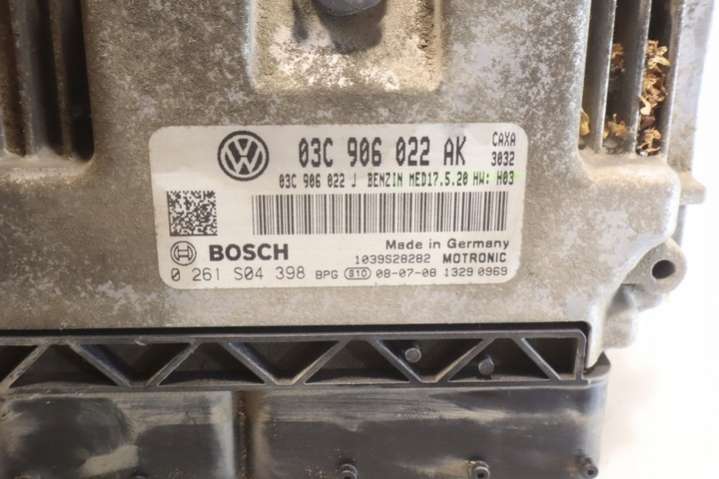 03C 906 022 AK CAXA 3032
03C 906 022 J BENZIN MED17.5.20 HW: H03
BOSCH Made in Germany
1039S28282 MOTRONIC
0 261 S04 398 BPG S10 08-07-08 1329 0969